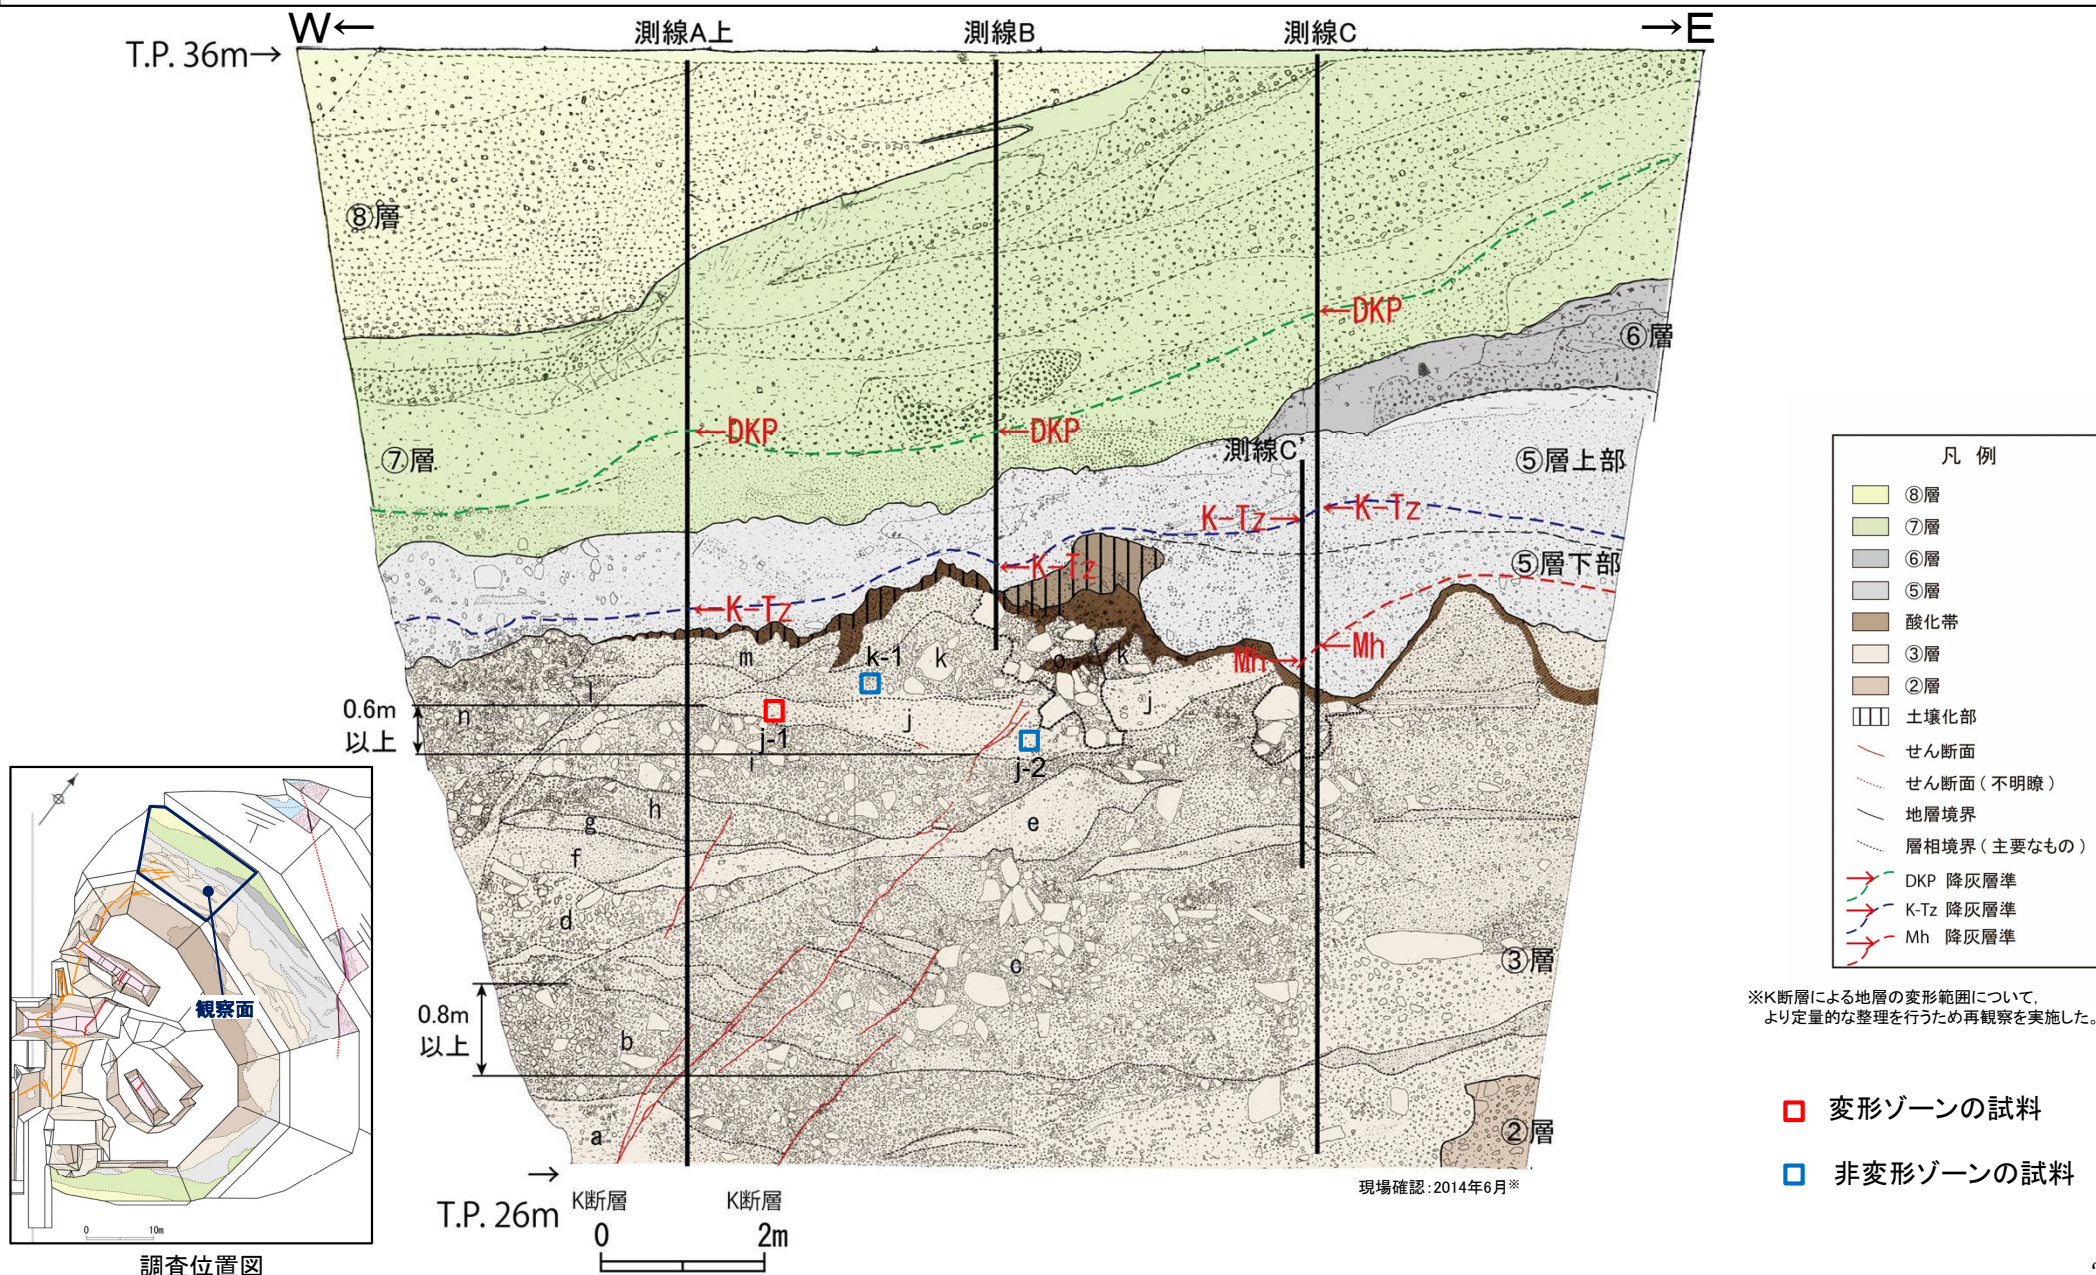 W← 測線A上 測線B 測線C →E
T.P. 36m→
⑧層
←DKP
⑥層
←DKP ←DKP
⑦層
測線C’
⑤層上部
K-Tz→ ←K-Tz
⑤層下部
←K-Tz
←K-Tz
Mh→ ←Mh
m k-1 k o k
l
0.6m
以上
n j-1 j j-2 j
i
h
g e
f
d
c
③層
0.8m
以上
b
a
②層
→
T.P. 26m
K断層 K断層
0 2m
現場確認:2014年6月※
凡 例
⑧層
⑦層
⑥層
⑤層
酸化帯
③層
②層
土壌化部
せん断面
せん断面(不明瞭)
地層境界
層相境界(主要なもの)
DKP 降灰層準
K-Tz 降灰層準
Mh 降灰層準
※K断層による地層の変形範囲について,
より定量的な整理を行うため再観察を実施した。
変形ゾーンの試料
非変形ゾーンの試料
観察面
0 10m
調査位置図